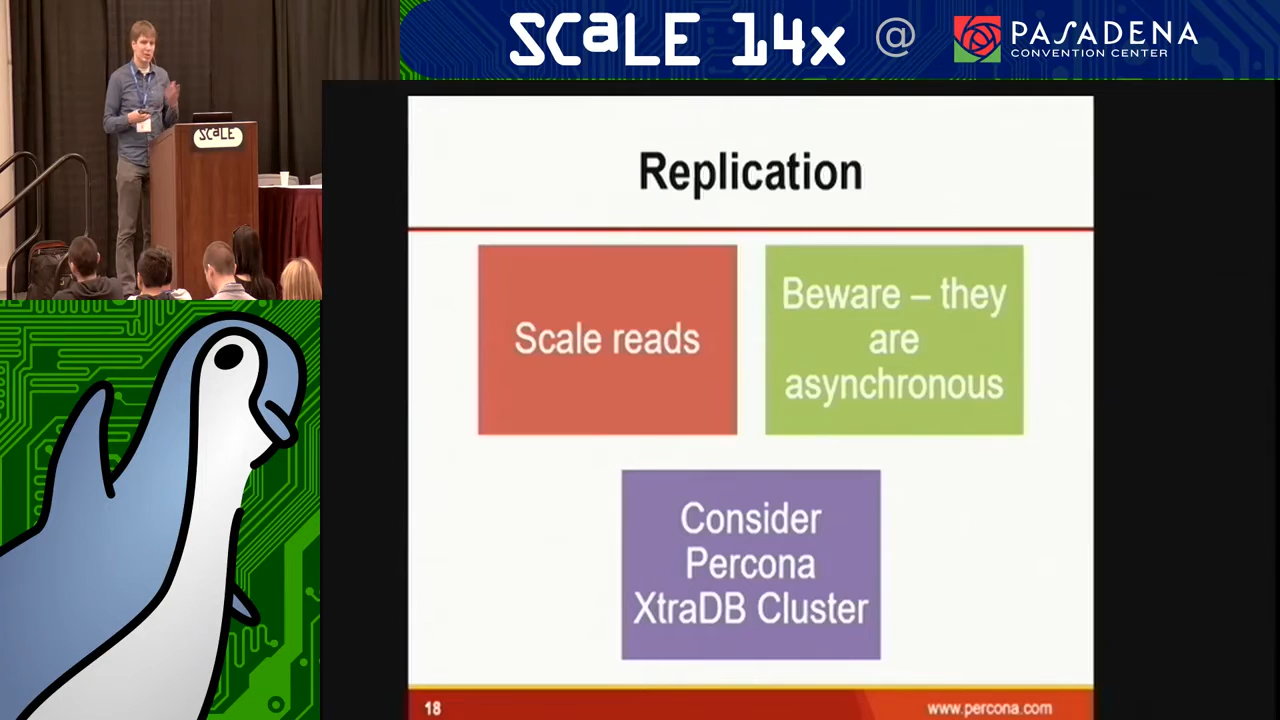 SCaLE 14x @ PASADENA
CONVENTION CENTER
SCaLE
Replication
Scale reads
Beware – they
are
asynchronous
Consider
Percona
XtraDB Cluster
18
www.percona.com